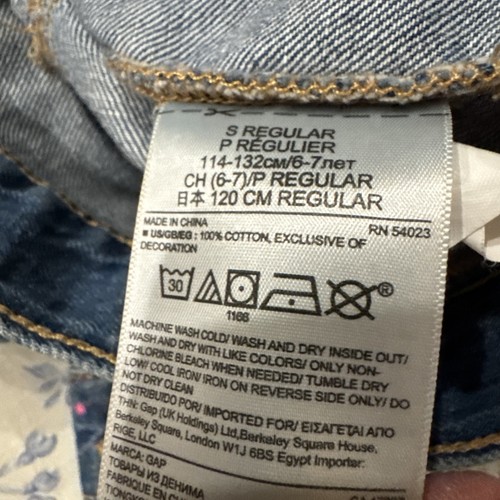 S REGULAR
P RÉGULIER
114-132см/6-7лет
CH (6-7)/P REGULAR
日本 120 CM REGULAR
MADE IN CHINA
RN 54023
■ US/GB/EG : 100% COTTON, EXCLUSIVE OF
DECORATION
30
®
1166
MACHINE WASH COLD/ WASH AND DRY INSIDE OUT/
WASH AND DRY WITH LIKE COLORS/ ONLY NON-
CHLORINE BLEACH WHEN NEEDED/ TUMBLE DRY
LOW/ COOL IRON/ IRON ON REVERSE SIDE ONLY/ DO
NOT DRY CLEAN
DISTRIBUIDO POR/ IMPORTED FOR/ ΕΙΣΑΓΕΤΑΙ ΑΠΟ
THN: Gap (UK Holdings) Ltd,Berkeley Square House,
Berkeley Square, London W1J 6BS Egypt Importer:
RIGE, LLC
MARCA: GAP
ТОВАРЫ ИЗ ДЕНИМА
FABRIQUE EN